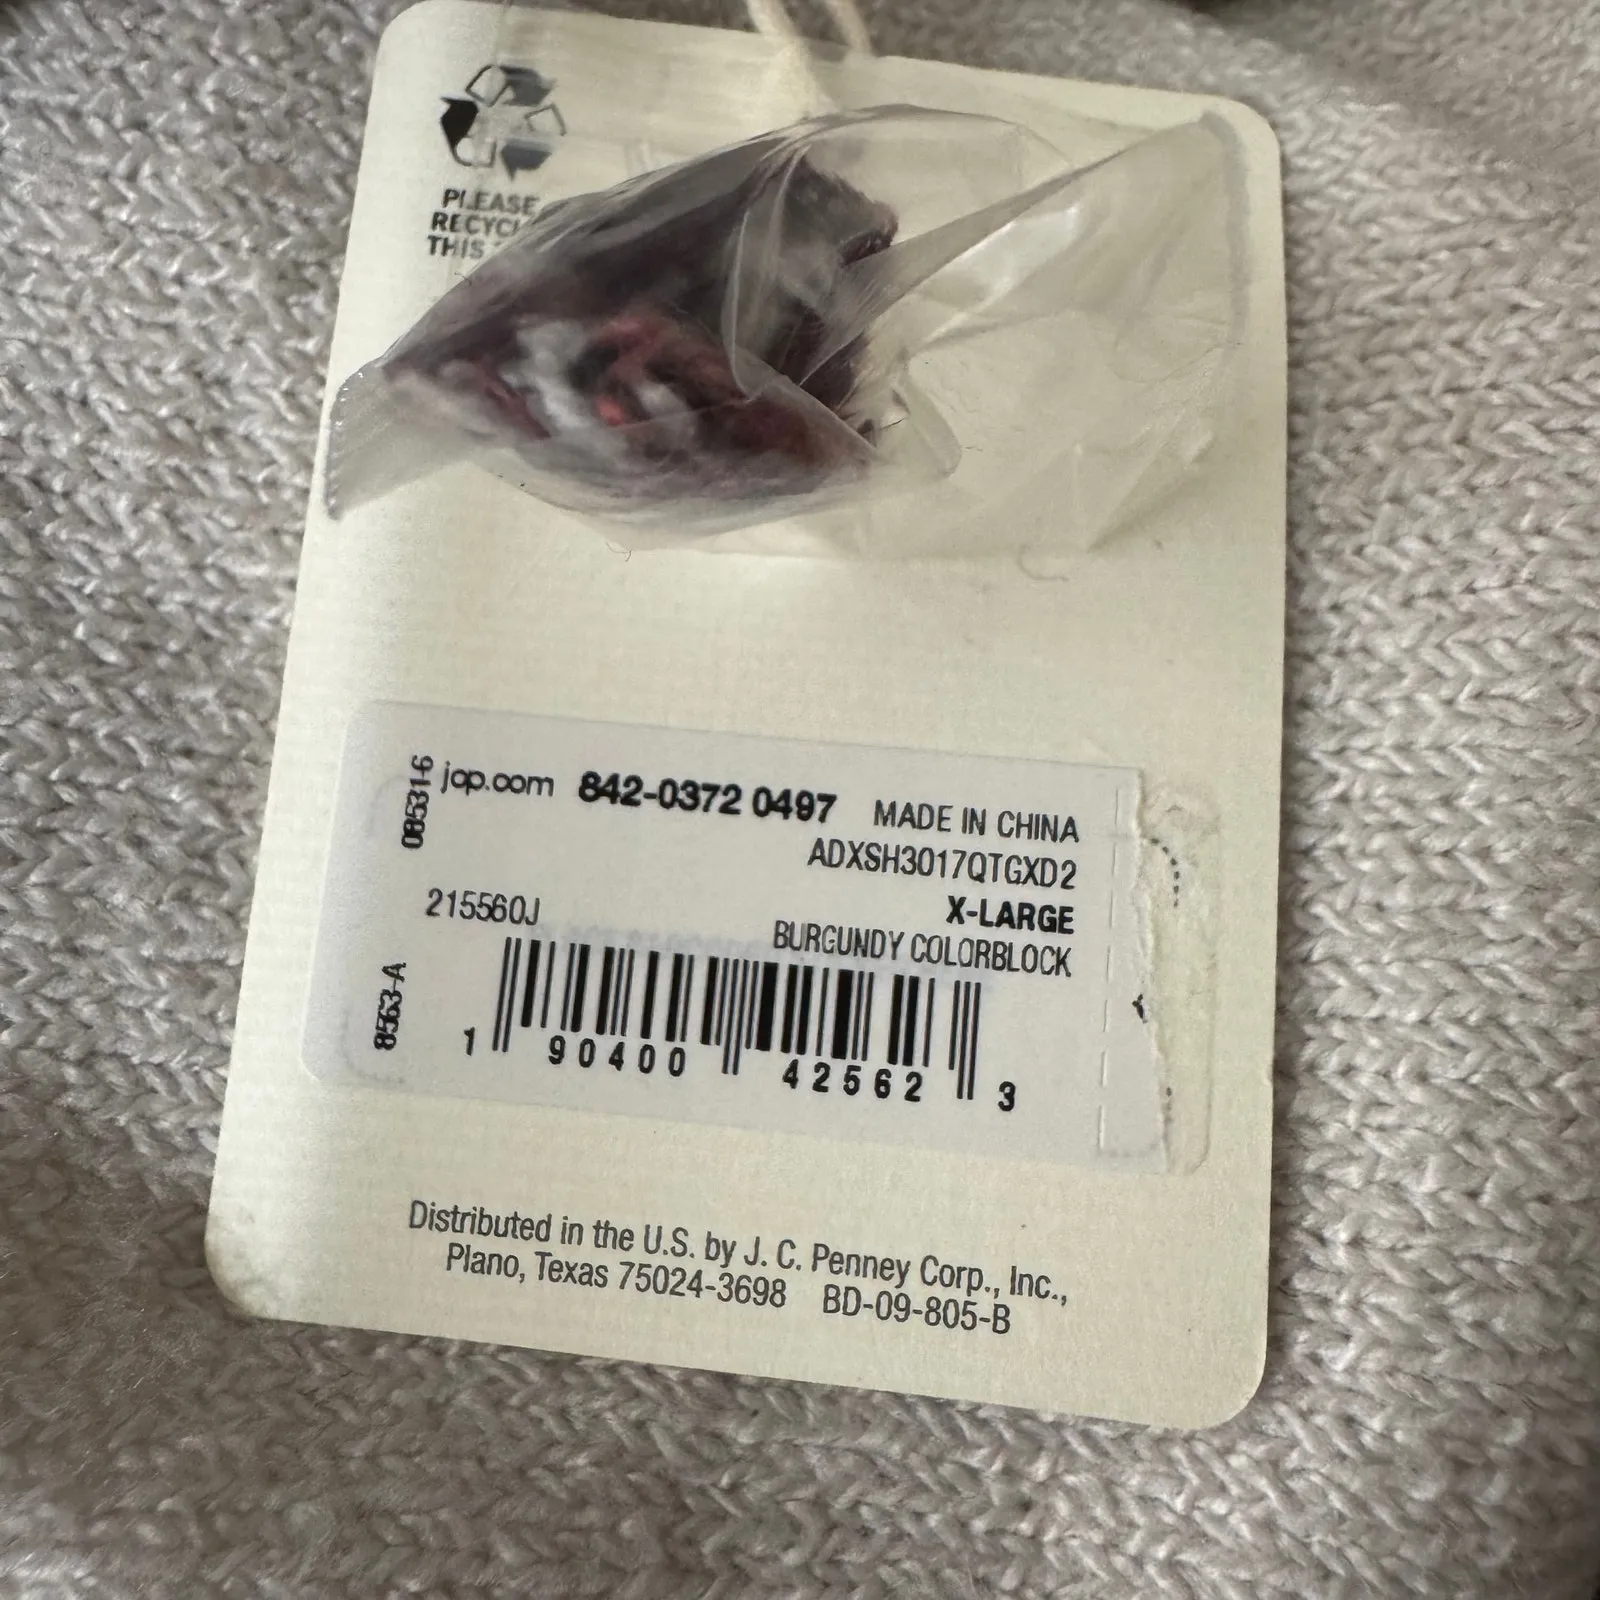 PLEASE
RECYCL
THIS
08531-6
jcp.com 842-0372 0497 MADE IN CHINA
ADXSH3017QTGXD2
215560J X-LARGE
BURGUNDY COLORBLOCK
8563-A
1 90400 42562 3
Distributed in the U.S. by J. C. Penney Corp., Inc.,
Plano, Texas 75024-3698 BD-09-805-B